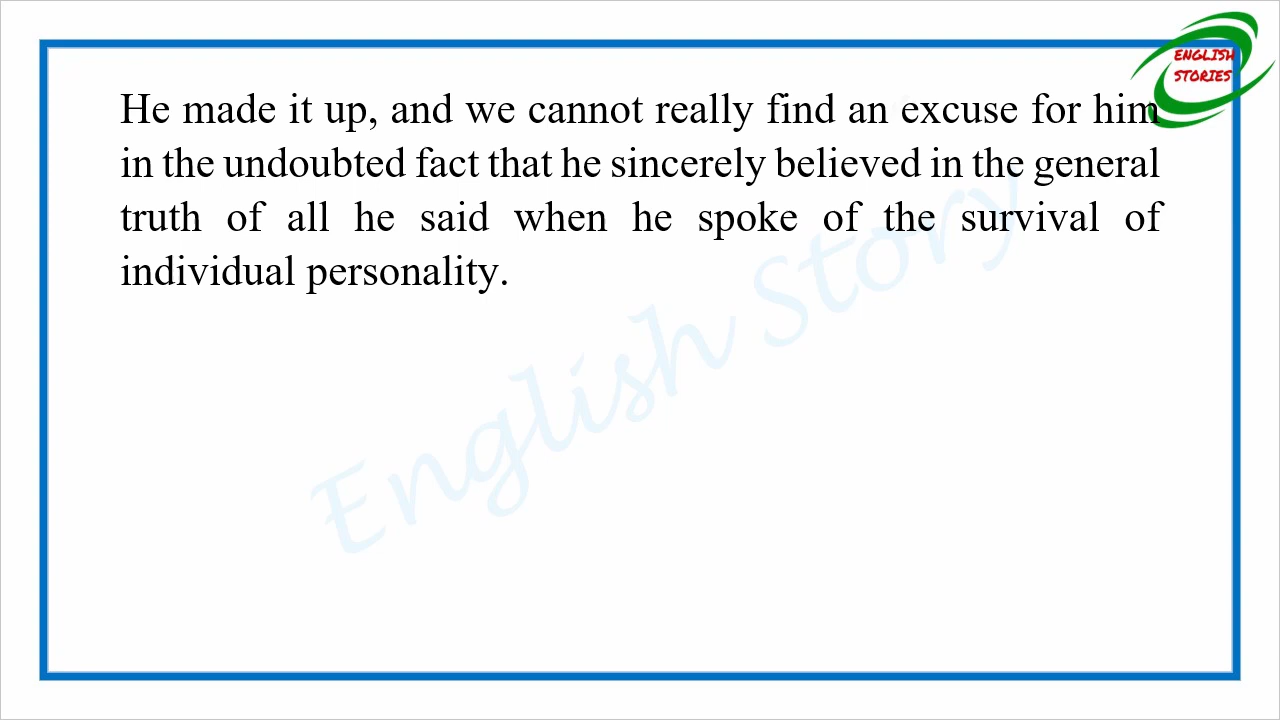 ENGLISH
STORIES
He made it up, and we cannot really find an excuse for him
in the undoubted fact that he sincerely believed in the general
truth of all he said when he spoke of the survival of
individual personality.
English Story